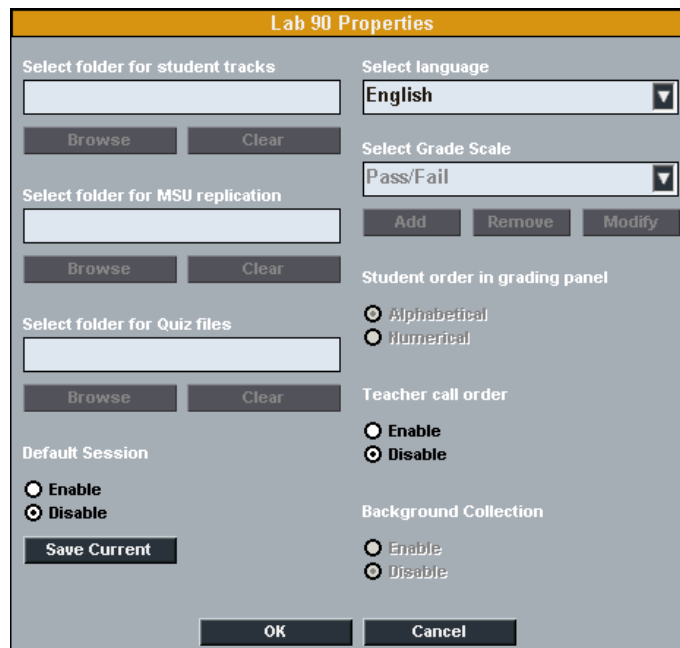 Lab 90 Properties
Select folder for student tracks
Browse Clear
Select folder for MSU replication
Browse Clear
Select folder for Quiz files
Browse Clear
Default Session
Enable
Disable
Save Current
Select language
English
Select Grade Scale
Pass/Fail
Add Remove Modify
Student order in grading panel
Alphabetical
Numerical
Teacher call order
Enable
Disable
Background Collection
Enable
Disable
OK Cancel